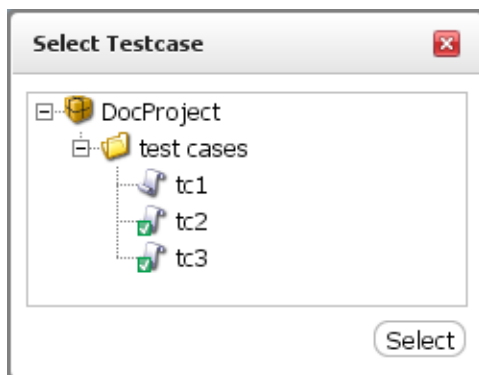 Select Testcase
DocProject
test cases
tc1
tc2
tc3
Select